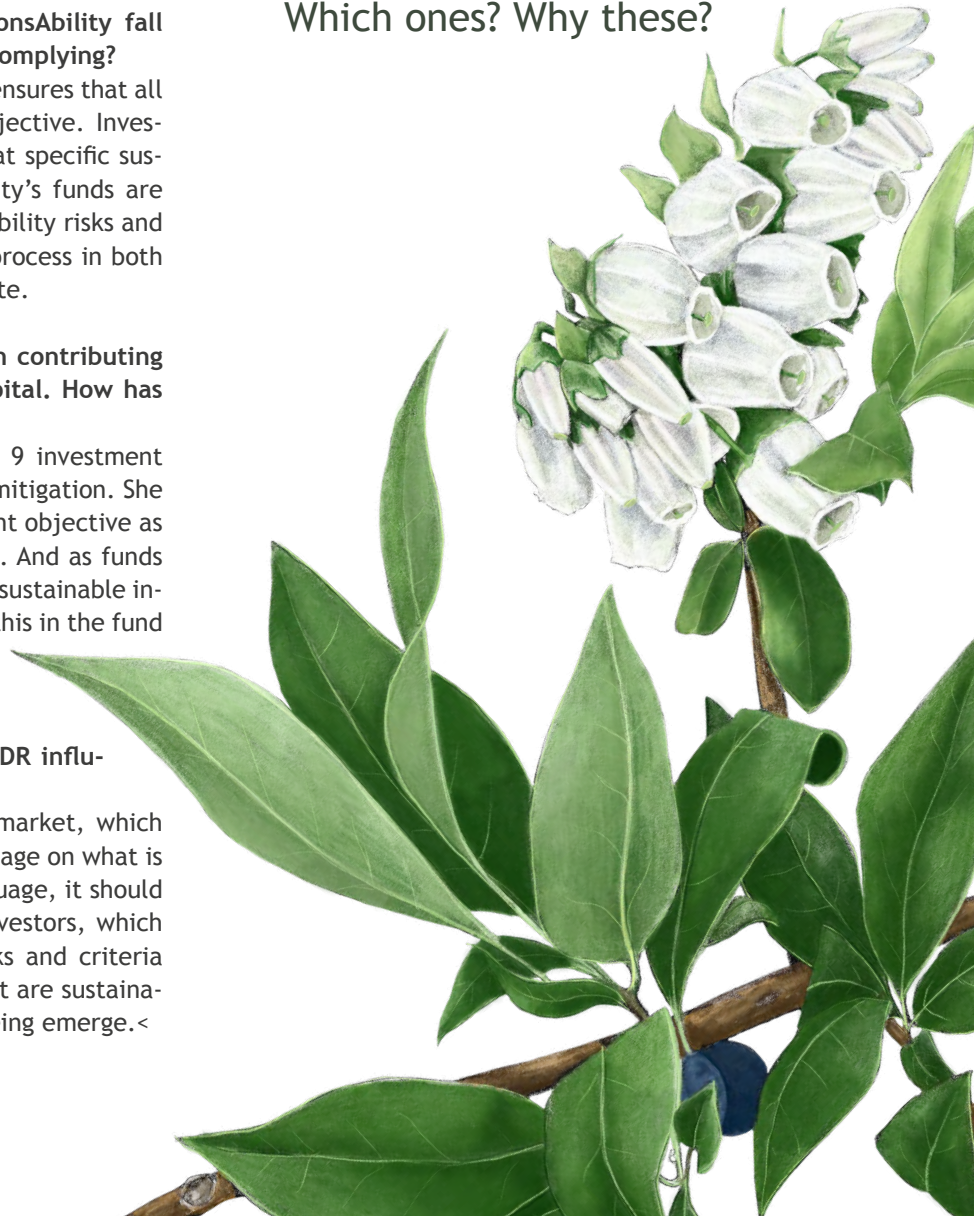 Which ones? Why these?
onsAbility fall
omplying?
ensures that all
jective. Inves-
at specific sus-
ity’s funds are
bility risks and
process in both
te.
n contributing
pital. How has
9 investment
mitigation. She
nt objective as
. And as funds
sustainable in-
this in the fund
DR influ-
market, which
age on what is
uage, it should
vestors, which
ks and criteria
t are sustaina-
eing emerge.<